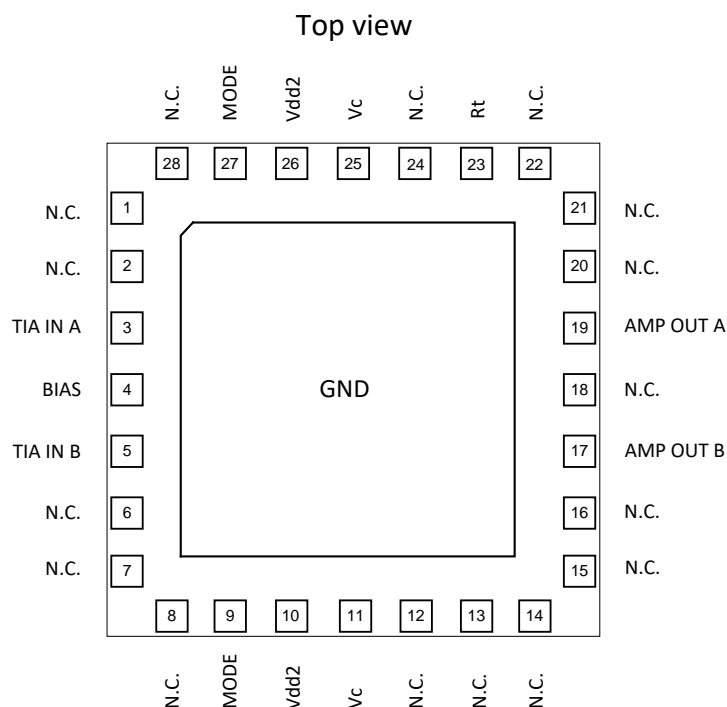 Top view
N.C. MODE Vdd2 Vc N.C. Rt N.C.
28 27 26 25 24 23 22
N.C. 1 21 N.C.
N.C. 2 20 N.C.
TIA IN A 3 19 AMP OUT A
BIAS 4 GND 18 N.C.
TIA IN B 5 17 AMP OUT B
N.C. 6 16 N.C.
N.C. 7 15 N.C.
8 9 10 11 12 13 14
N.C. MODE Vdd2 Vc N.C. N.C. N.C.